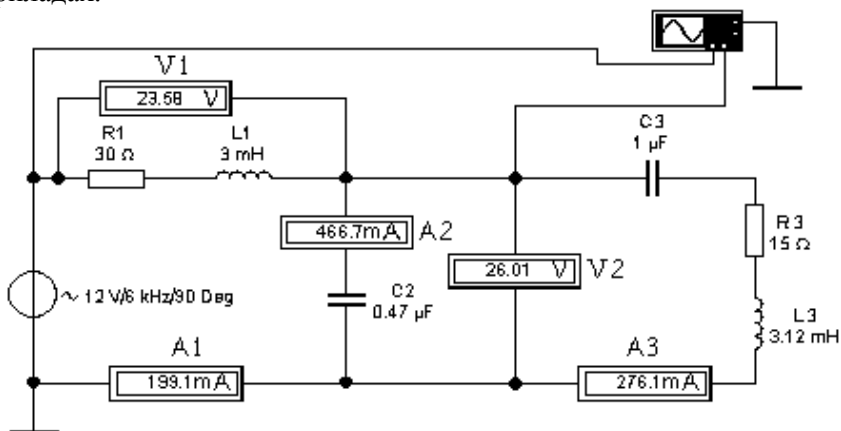 V1
23.58 V
R1
30 Ω
L1
3 mH
C3
1 µF
466.7mA A2
R3
15 Ω
26.01 V V2
12 V/6 kHz/90 Deg
C2
0.47 µF
L3
3.12 mH
A1
199.1mA
A3
276.1mA